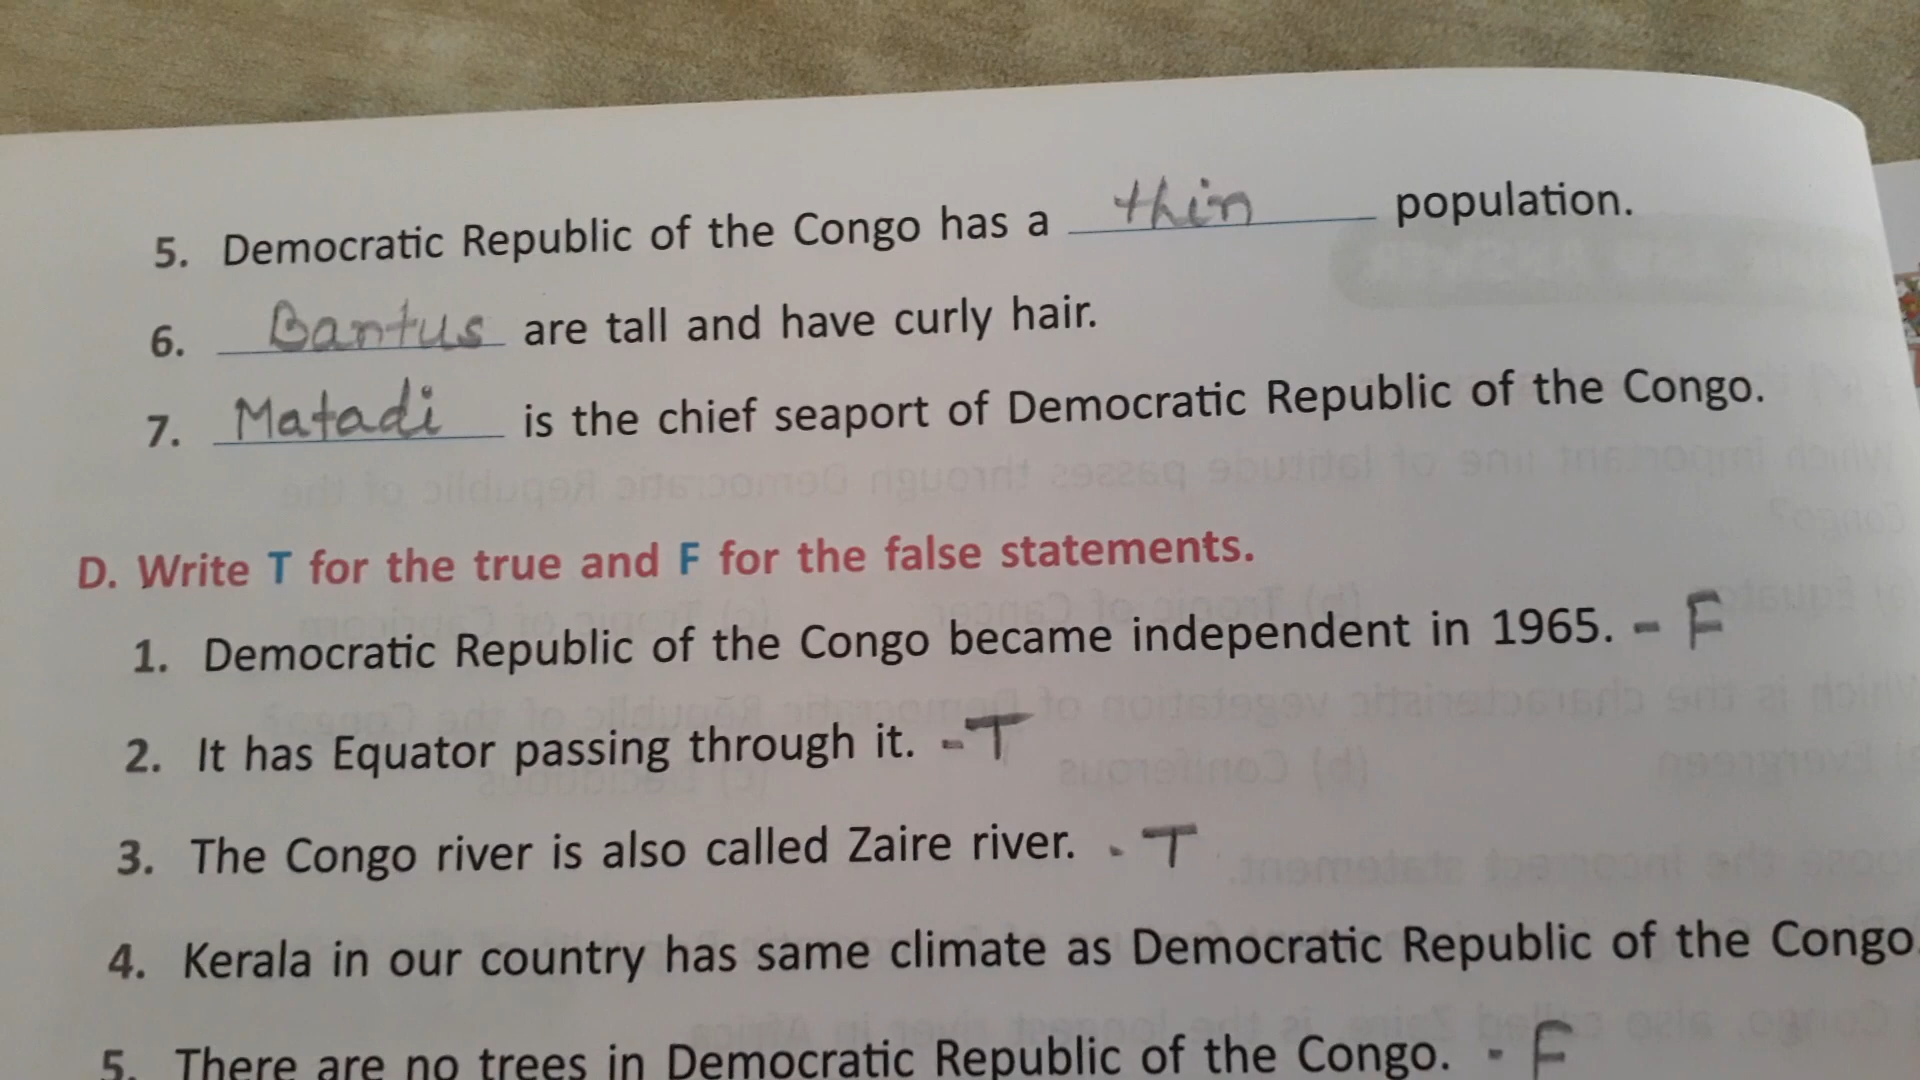 5. Democratic Republic of the Congo has a thin population.
6. Bantus are tall and have curly hair.
7. Matadi is the chief seaport of Democratic Republic of the Congo.
D. Write T for the true and F for the false statements.
1. Democratic Republic of the Congo became independent in 1965. - F
2. It has Equator passing through it. - T
3. The Congo river is also called Zaire river. - T
4. Kerala in our country has same climate as Democratic Republic of the Congo.
5. There are no trees in Democratic Republic of the Congo. - F